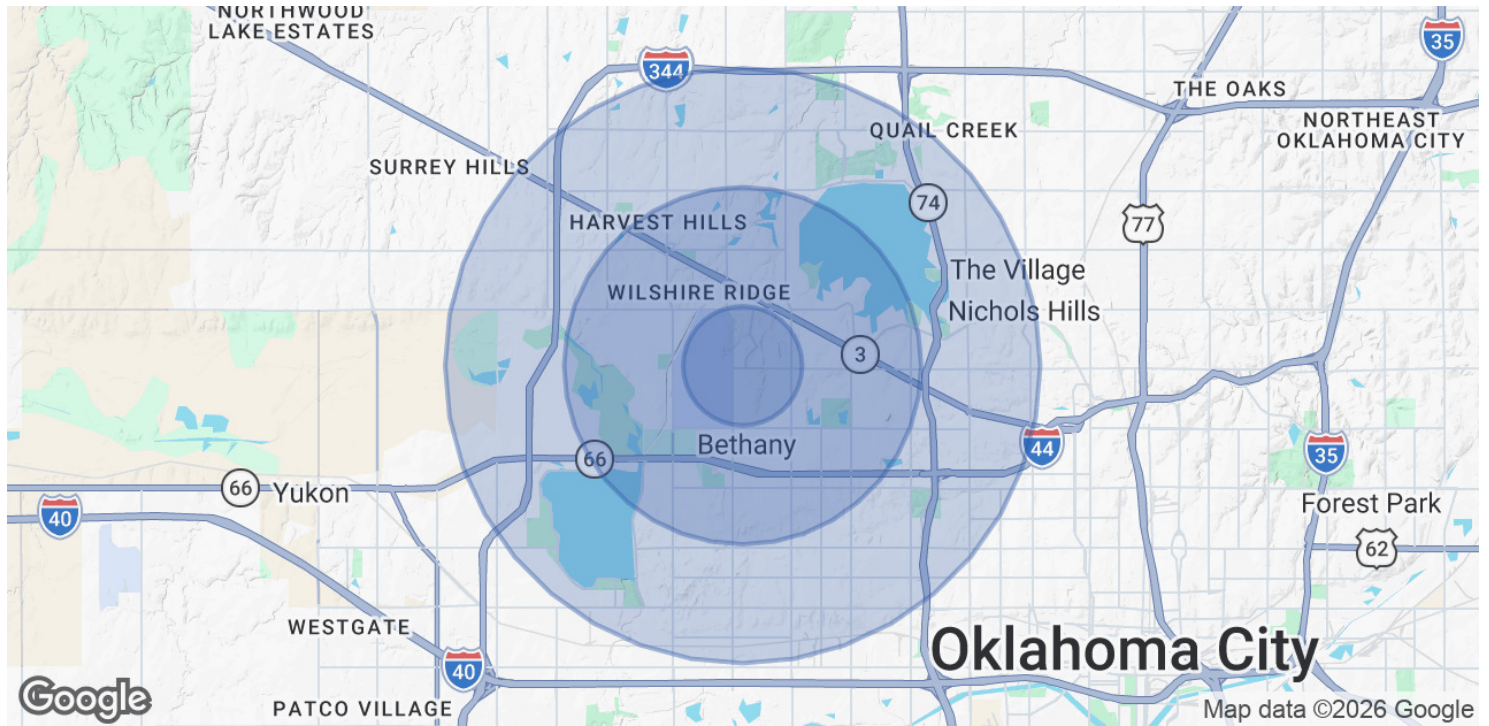 NORTHWOOD
LAKE ESTATES
35
344
THE OAKS
NORTHEAST
OKLAHOMA CITY
QUAIL CREEK
SURREY HILLS
74
HARVEST HILLS
77
The Village
WILSHIRE RIDGE
Nichols Hills
3
Bethany
44
66
35
66
Yukon
Forest Park
40
62
WESTGATE
Oklahoma City
40
Google
PATCO VILLAGE
Map data ©2026 Google